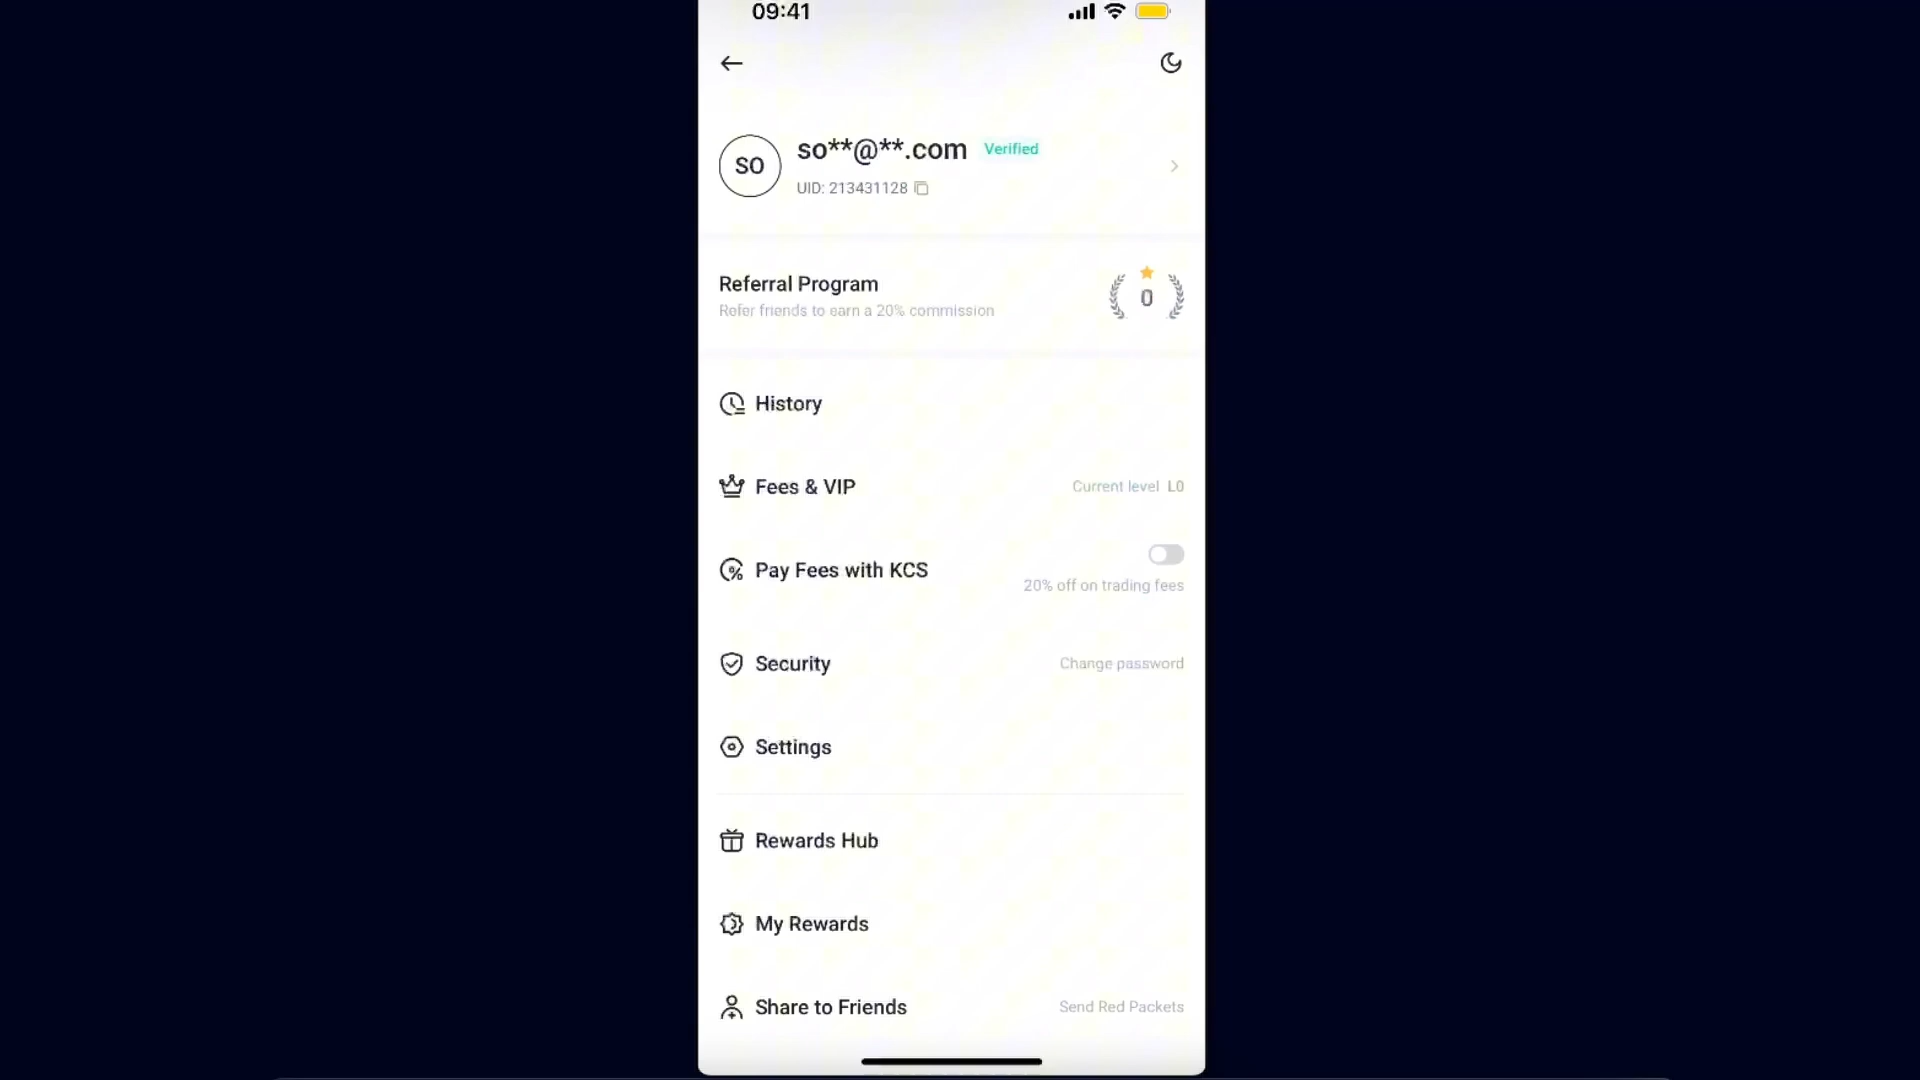 09:41
SO
so**@**.com Verified
UID: 213431128
Referral Program
Refer friends to earn a 20% commission
0
History
Fees & VIP Current level L0
Pay Fees with KCS
20% off on trading fees
Security Change password
Settings
Rewards Hub
My Rewards
Share to Friends Send Red Packets